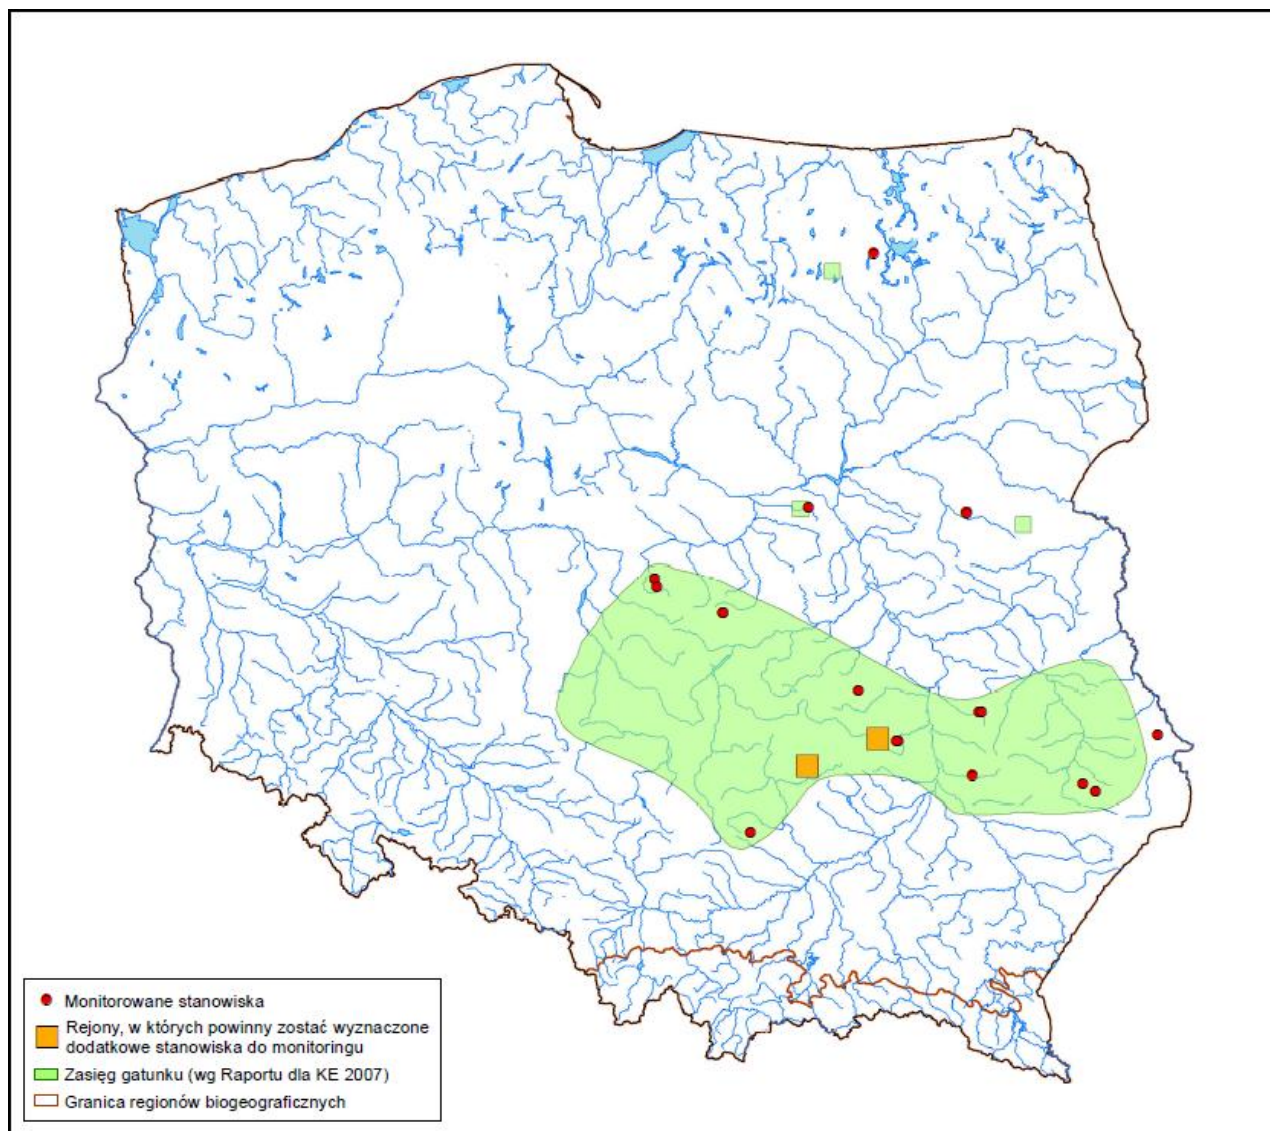 Monitorowane stanowiska
Rejony, w których powinny zostać wyznaczone
dodatkowe stanowiska do monitoringu
Zasięg gatunku (wg Raportu dla KE 2007)
Granica regionów biogeograficznych